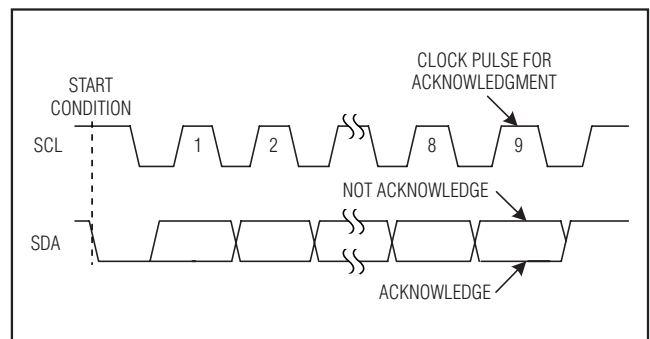 START
CONDITION
CLOCK PULSE FOR
ACKNOWLEDGMENT
SCL
1
2
8
9
NOT ACKNOWLEDGE
SDA
ACKNOWLEDGE